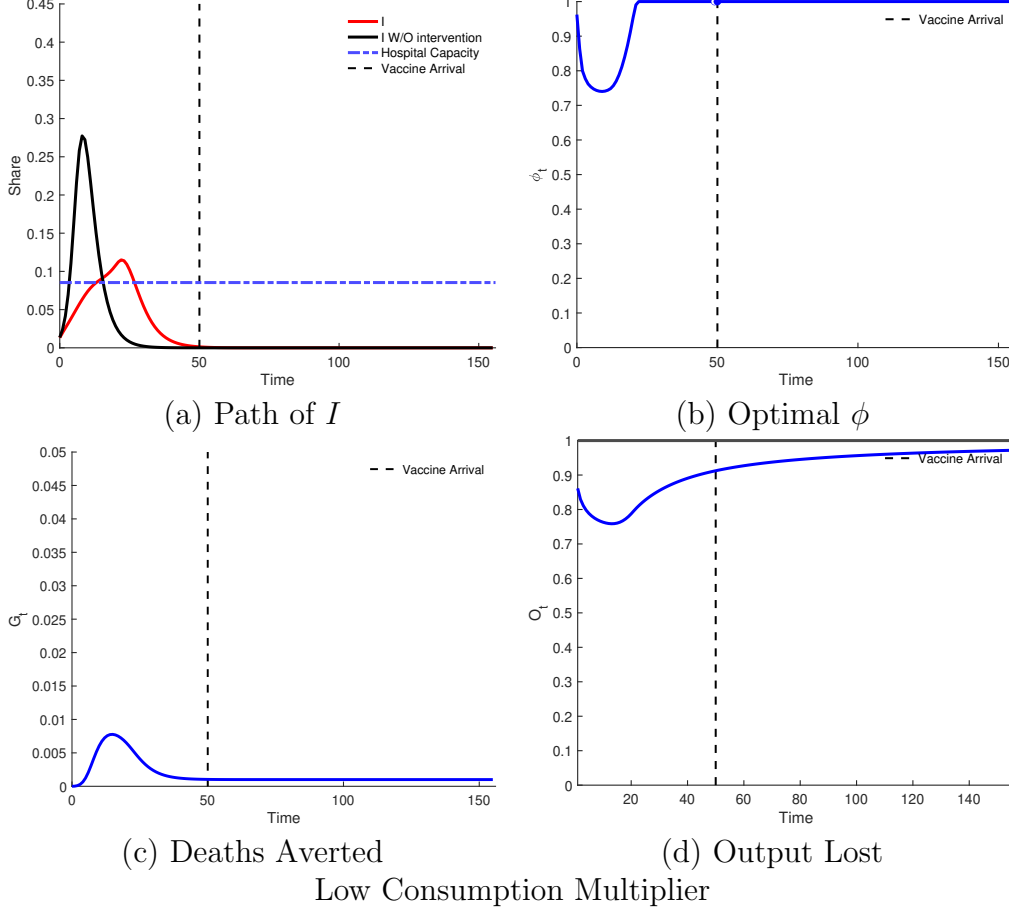 0.45
0.4
0.35
0.3
0.25
0.2
0.15
0.1
0.05
0
Share
0 50 100 150
Time
I
I W/O intervention
Hospital Capacity
Vaccine Arrival
(a) Path of I
1
0.9
0.8
0.7
0.6
0.5
0.4
0.3
0.2
0.1
0
ϕt
0 50 100 150
Time
Vaccine Arrival
(b) Optimal ϕ
0.05
0.045
0.04
0.035
0.03
0.025
0.02
0.015
0.01
0.005
0
Gt
0 50 100 150
Time
Vaccine Arrival
(c) Deaths Averted
1
0.9
0.8
0.7
0.6
0.5
0.4
0.3
0.2
0.1
0
Ot
20 40 60 80 100 120 140
Time
Vaccine Arrival
(d) Output Lost
Low Consumption Multiplier